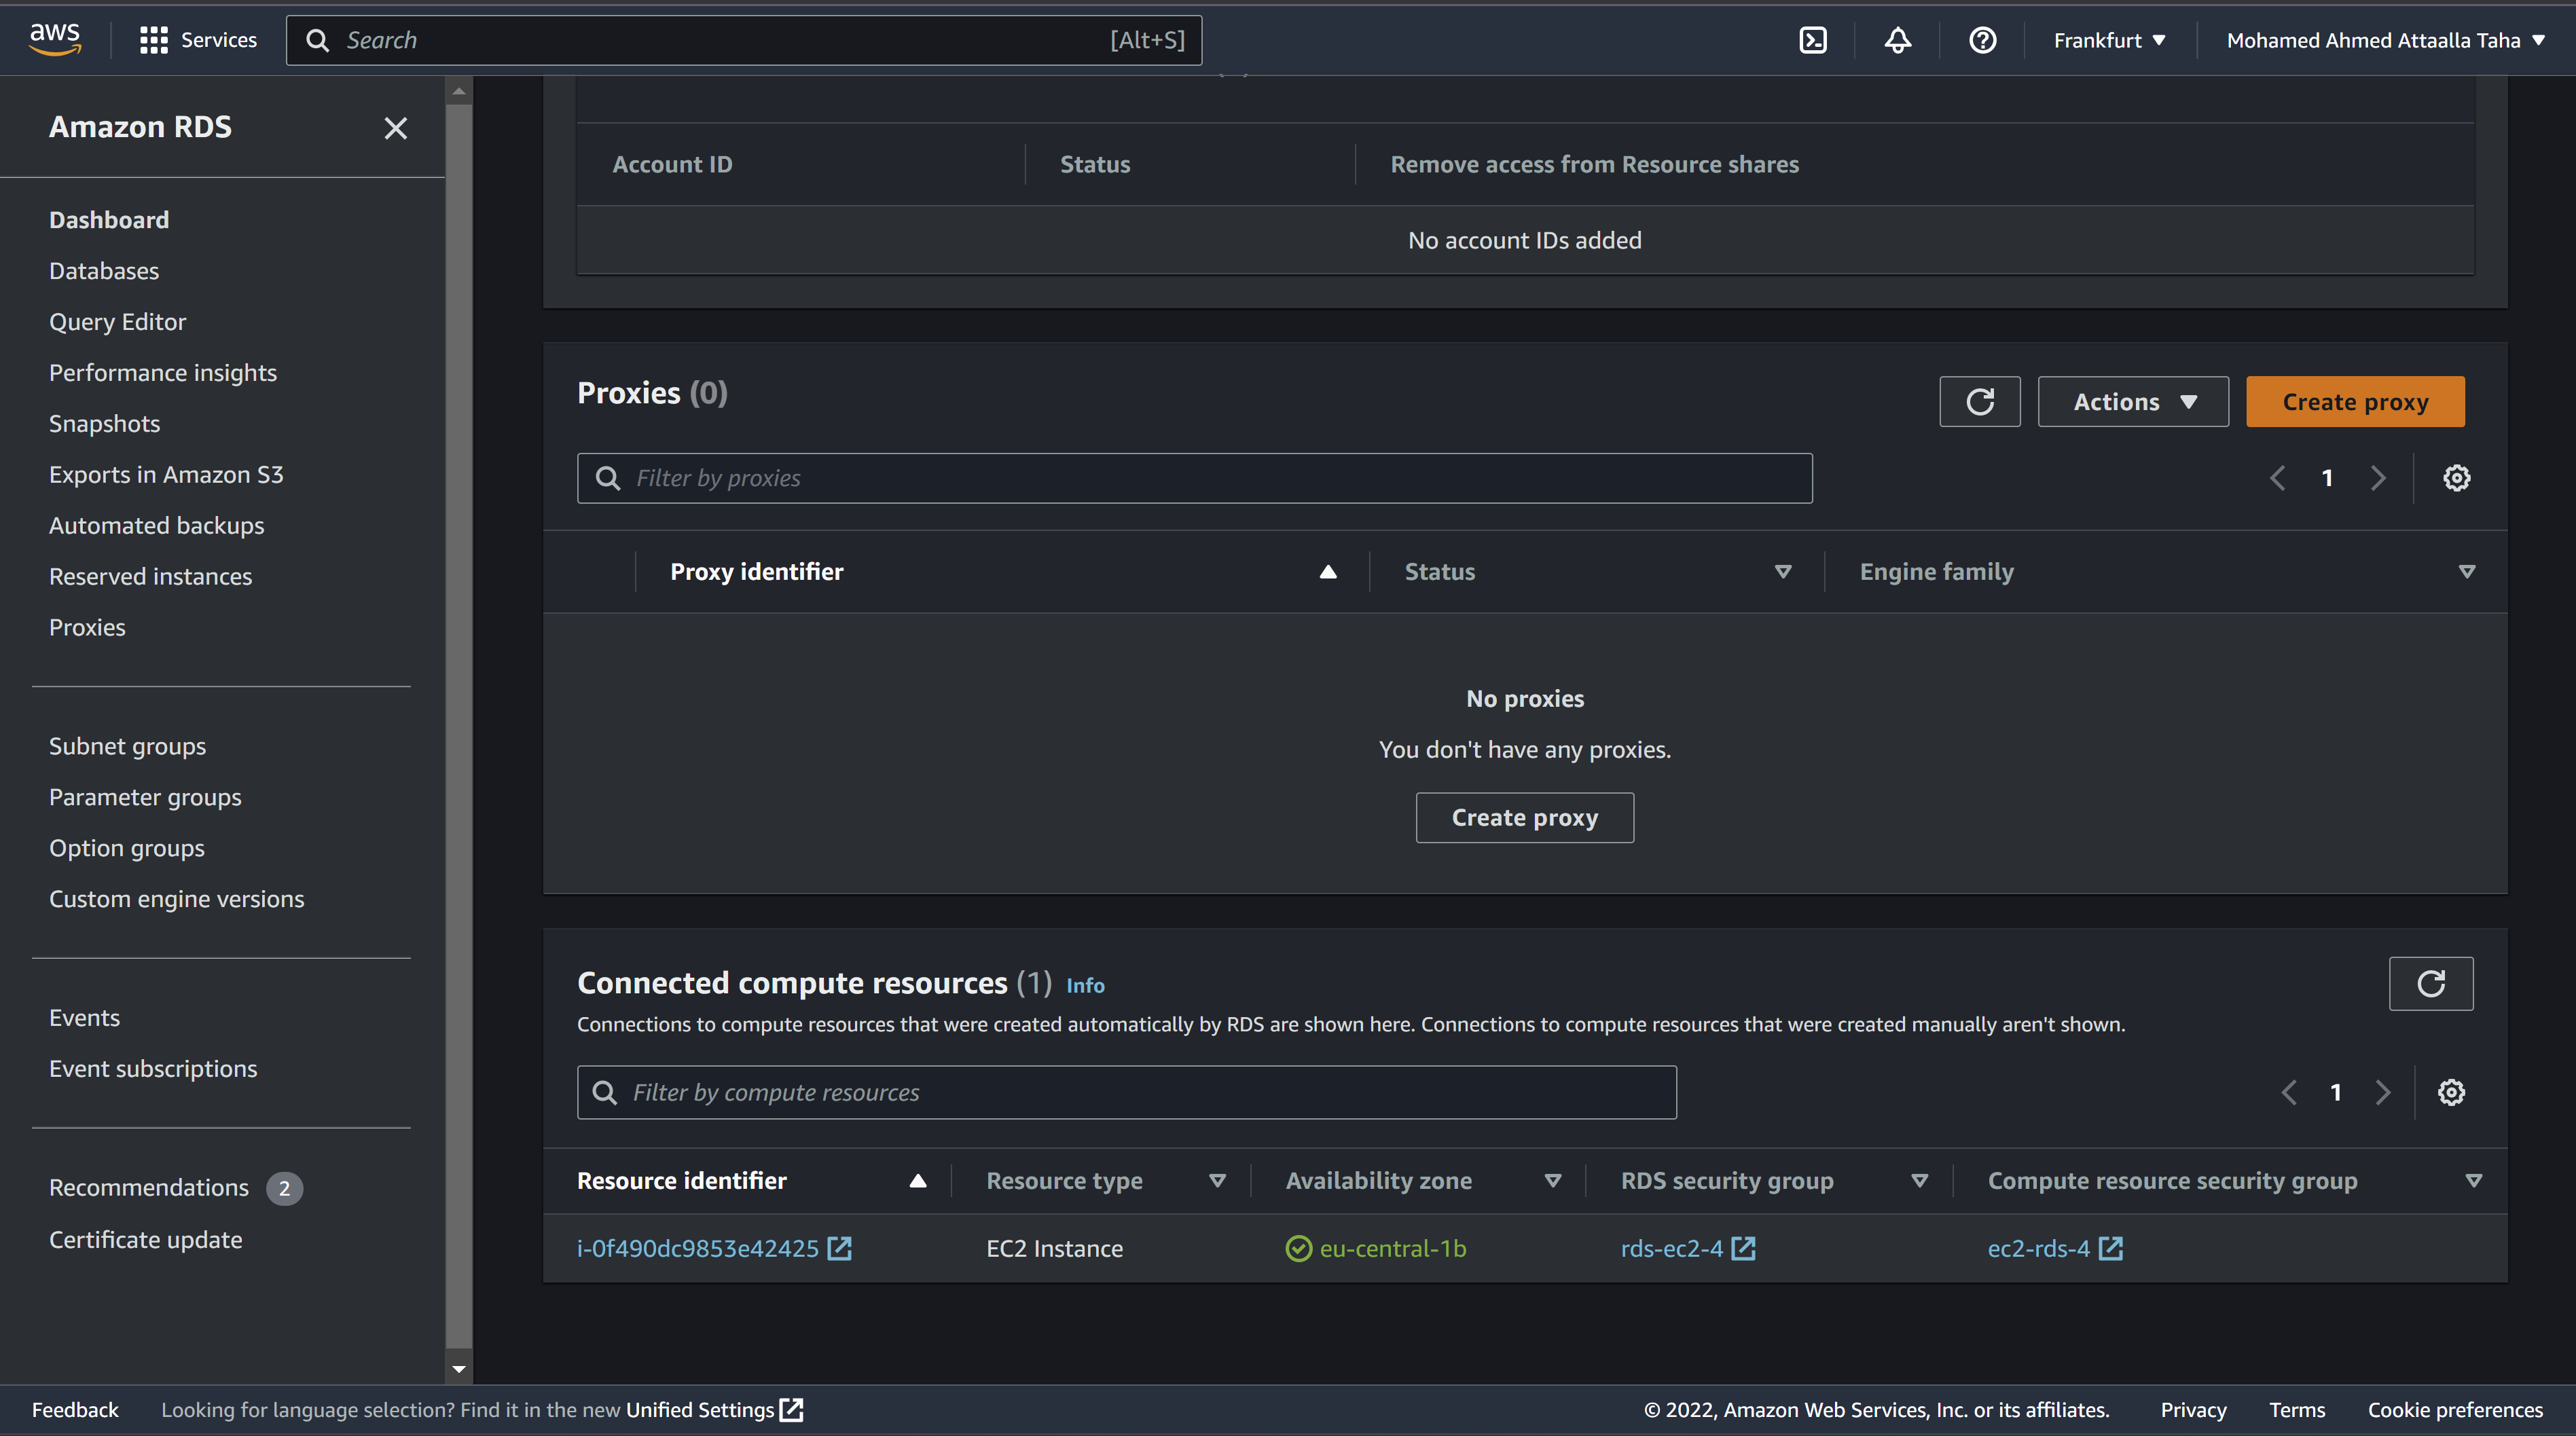 aws
Services
Search
[Alt+S]
Frankfurt
Mohamed Ahmed Attaalla Taha
Amazon RDS
Dashboard
Databases
Query Editor
Performance insights
Snapshots
Exports in Amazon S3
Automated backups
Reserved instances
Proxies
Subnet groups
Parameter groups
Option groups
Custom engine versions
Events
Event subscriptions
Recommendations 2
Certificate update
Account ID Status Remove access from Resource shares
No account IDs added
Proxies (0)
Actions
Create proxy
Filter by proxies
1
Proxy identifier Status Engine family
No proxies
You don't have any proxies.
Create proxy
Connected compute resources (1) Info
Connections to compute resources that were created automatically by RDS are shown here. Connections to compute resources that were created manually aren't shown.
Filter by compute resources
1
Resource identifier Resource type Availability zone RDS security group Compute resource security group
i-0f490dc9853e42425 EC2 Instance eu-central-1b rds-ec2-4 ec2-rds-4
Feedback Looking for language selection? Find it in the new Unified Settings © 2022, Amazon Web Services, Inc. or its affiliates. Privacy Terms Cookie preferences